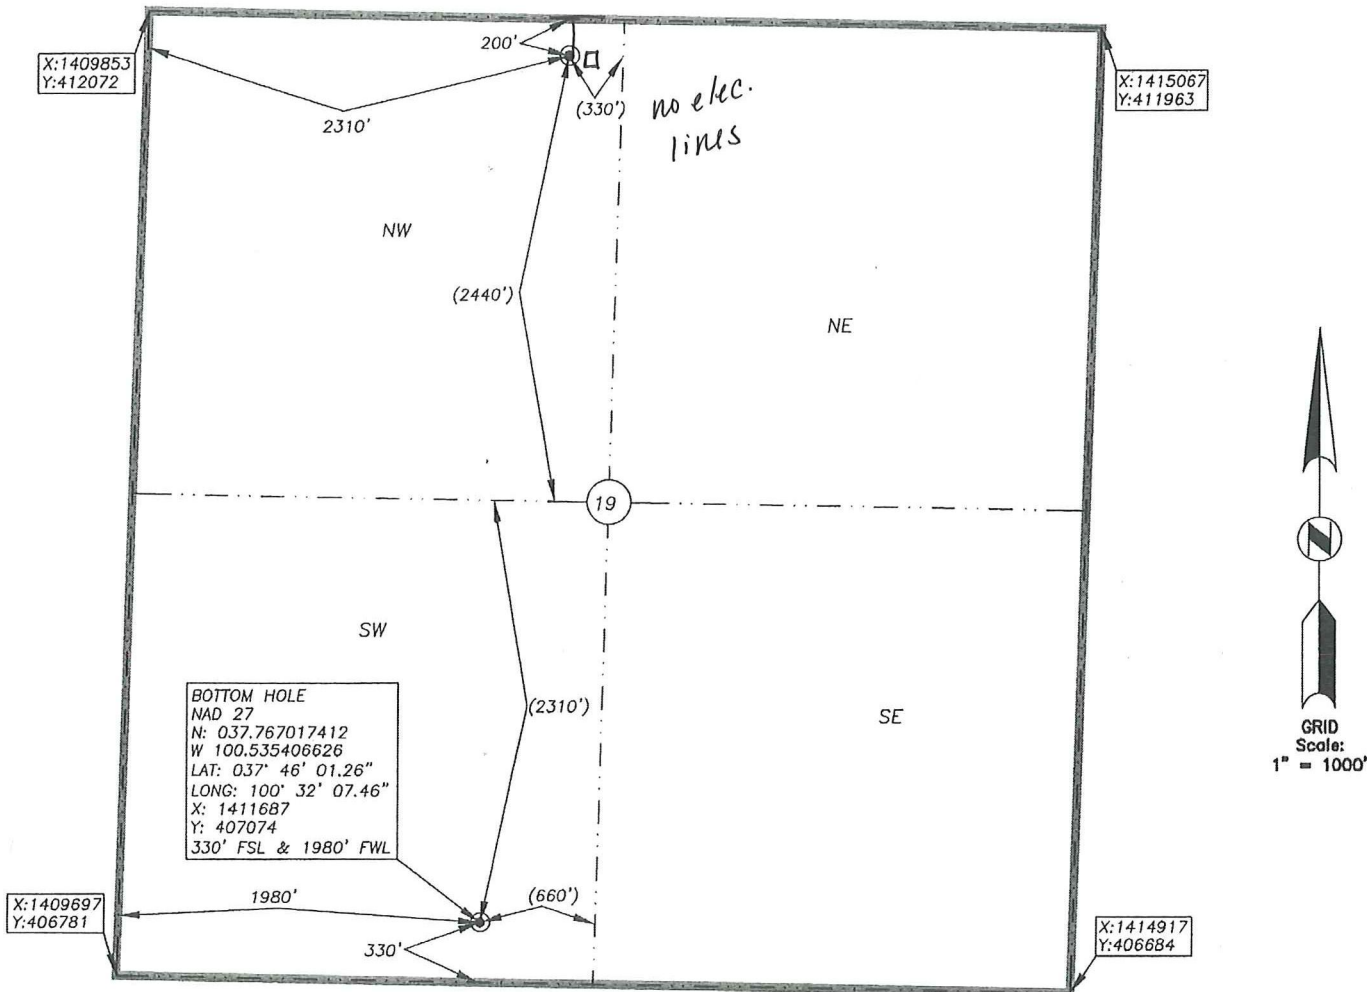 200'
X:1409853
Y:412072
X:1415067
Y:411963
2310'
(330')
no elec.
lines
NW
(2440')
NE
19
SW
BOTTOM HOLE
NAD 27
N: 037.767017412
W 100.535406626
LAT: 037° 46' 01.26"
LONG: 100° 32' 07.46"
X: 1411687
Y: 407074
330' FSL & 1980' FWL
(2310')
SE
GRID
Scale:
1" = 1000'
X:1409697
Y:406781
1980'
(660')
330'
X:1414917
Y:406684